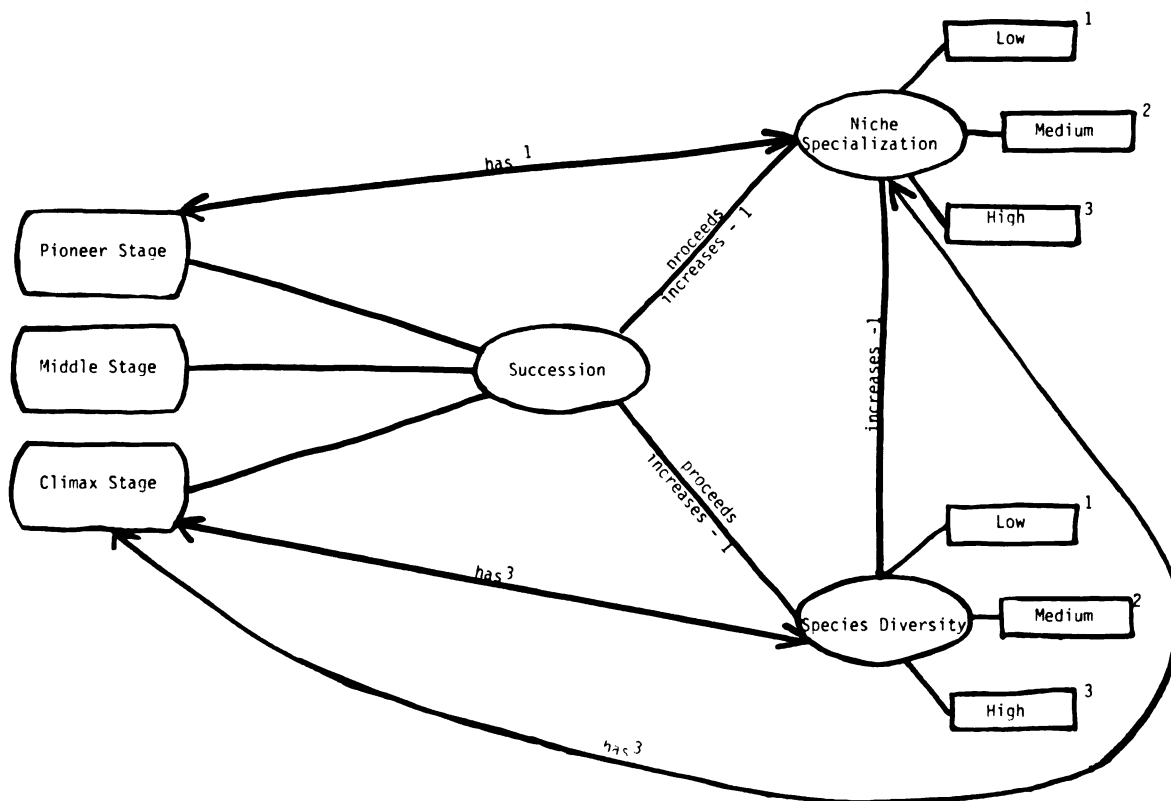 Low 1
Niche
Specialization
Medium 2
has 1
High 3
Pioneer Stage
proceeds
increases - 1
Middle Stage
Succession
increases -1
Climax Stage
proceeds
increases - 1
Low 1
has 3
Species Diversity
Medium 2
High 3
has 3